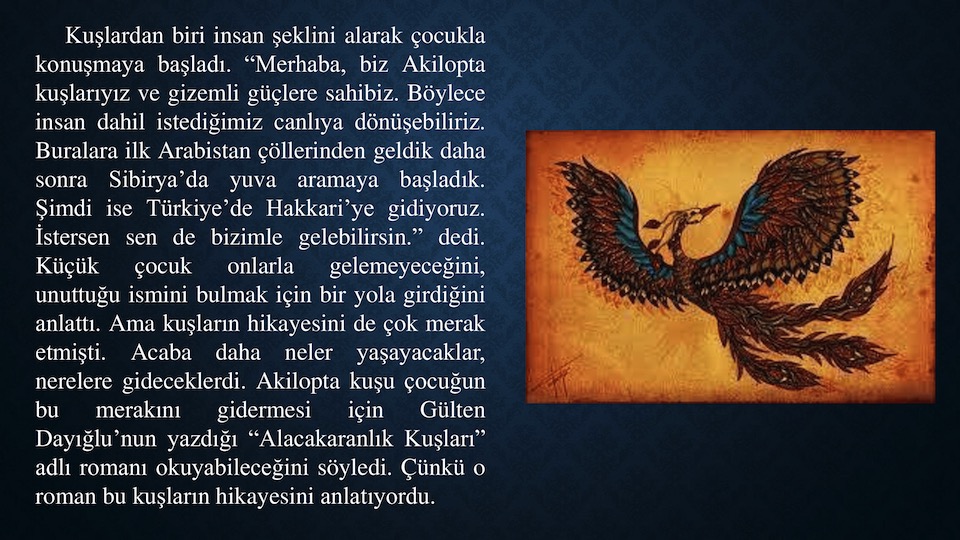 Kuşlardan biri insan şeklini alarak çocukla
konuşmaya başladı. “Merhaba, biz Akilopta
kuşlarıyız ve gizemli güçlere sahibiz. Böylece
insan dahil istediğimiz canlıya dönüşebiliriz.
Buralara ilk Arabistan çöllerinden geldik daha
sonra Sibirya’da yuva aramaya başladık.
Şimdi ise Türkiye’de Hakkari’ye gidiyoruz.
İstersen sen de bizimle gelebilirsin.” dedi.
Küçük çocuk onlarla gelemeyeceğini,
unuttuğu ismini bulmak için bir yola girdiğini
anlattı. Ama kuşların hikayesini de çok merak
etmişti. Acaba daha neler yaşayacaklar,
nerelere gideceklerdi. Akilopta kuşu çocuğun
bu merakını gidermesi için Gülten
Dayığlu’nun yazdığı “Alacakaranlık Kuşları”
adlı romanı okuyabileceğini söyledi. Çünkü o
roman bu kuşların hikayesini anlatıyordu.